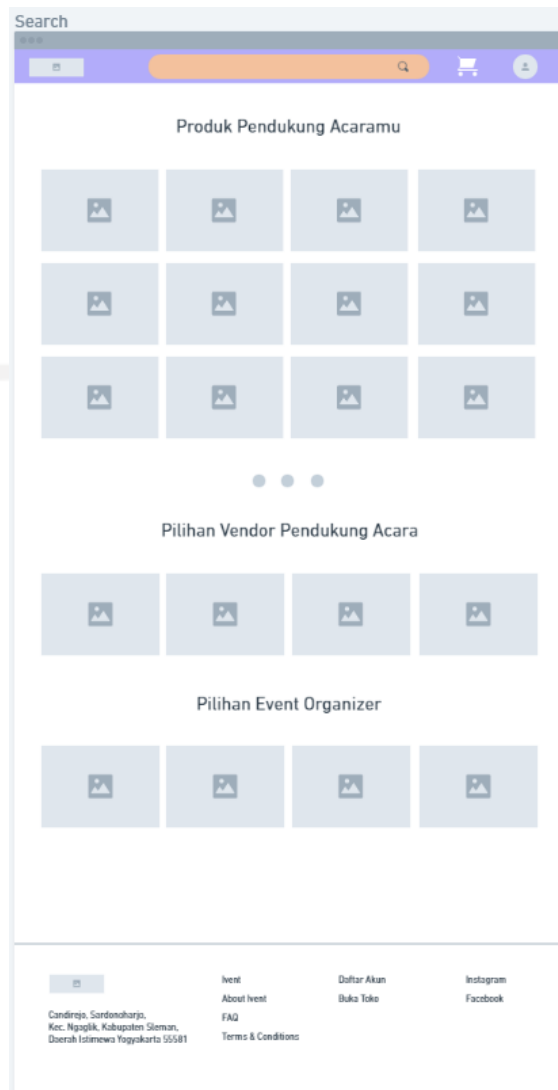 Search
Produk Pendukung Acaramu
Pilihan Vendor Pendukung Acara
Pilihan Event Organizer
Candirejo, Sardonoharjo,
Kec. Ngaglik, Kabupaten Sleman,
Daerah Istimewa Yogyakarta 55581
Ivent
About Ivent
FAQ
Terms & Conditions
Daftar Akun
Buka Toko
Instagram
Facebook